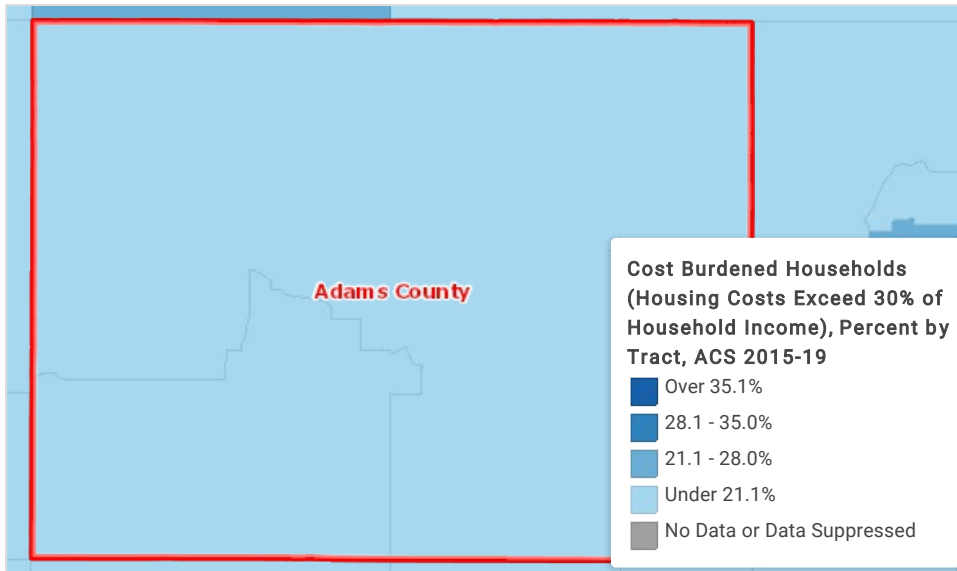 Adams County
Cost Burdened Households
(Housing Costs Exceed 30% of
Household Income), Percent by
Tract, ACS 2015-19
Over 35.1%
28.1 - 35.0%
21.1 - 28.0%
Under 21.1%
No Data or Data Suppressed